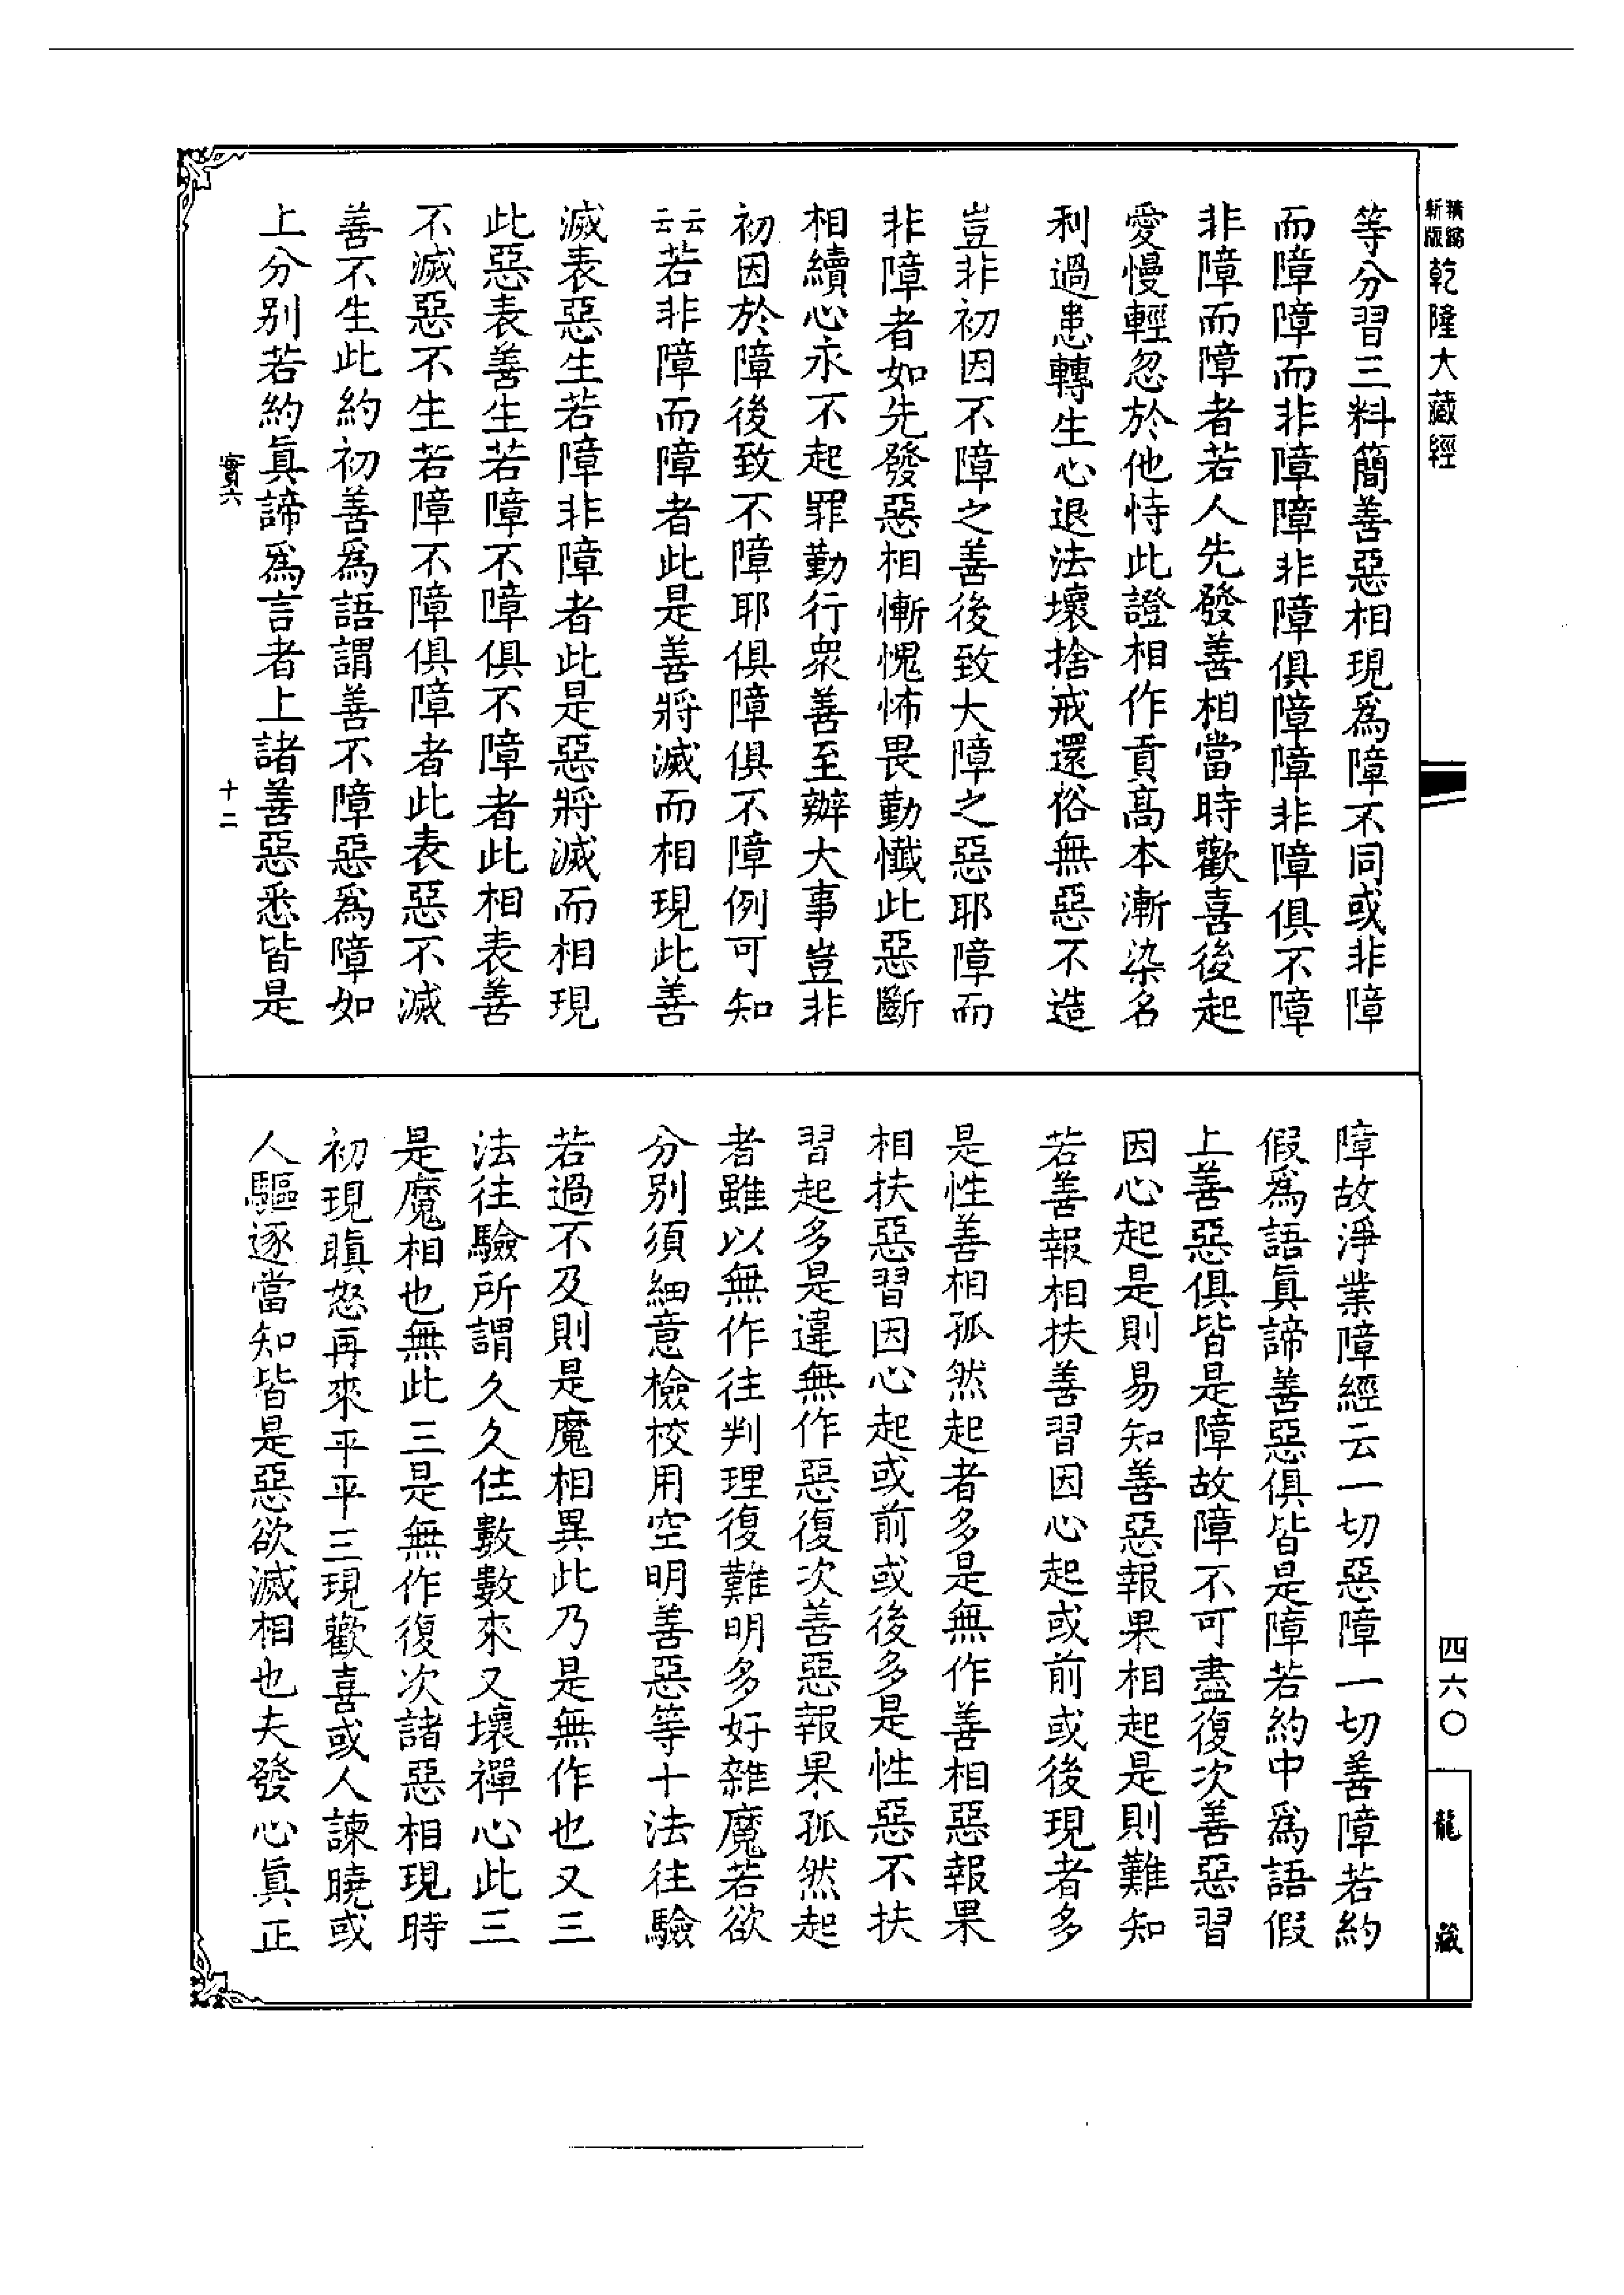 精縮
新版
乾隆大藏經
等分習三料簡善惡相現爲障不同或非障
而障障而非障障非障俱障障非障俱不障
非障而障者若人先發善相當時歡喜後起
愛慢輕忽於他恃此證相作貢髙本漸染名
利過患轉生心退法壞捨戒還俗無惡不造
豈非初因不障之善後致大障之惡耶障而
非障者如先發惡相慚愧怖畏勤懺此惡斷
相續心永不起罪勤行衆善至辦大事豈非
初因於障後致不障耶俱障俱不障例可知
云云若非障而障者此是善將滅而相現此善
滅表惡生若障非障者此是惡將滅而相現
此惡表善生若障不障俱不障者此相表善
不滅惡不生若障不障俱障者此表惡不滅
善不生此約初善爲語謂善不障惡爲障如
上分别若約眞諦爲言者上諸善惡悉皆是
實六
十二
障故淨業障經云一切惡障一切善障若約
假爲語眞諦善惡俱皆是障若約中爲語假
上善惡俱皆是障故障不可盡復次善惡習
因心起是則易知善惡報果相起是則難知
若善報相扶善習因心起或前或後現者多
是性善相孤然起者多是無作善相惡報果
相扶惡習因心起或前或後多是性惡不扶
習起多是違無作惡復次善惡報果孤然起
者雖以無作往判理復難明多好雜魔若欲
分别須細意檢校用空明善惡等十法往驗
若過不及則是魔相異此乃是無作也又三
法往驗所謂久久住數數來又壞禪心此三
是魔相也無此三是無作復次諸惡相現時
初現瞋怒再來平平三現歡喜或人諫曉或
人驅逐當知皆是惡欲滅相也夫發心眞正
四六〇
龍藏